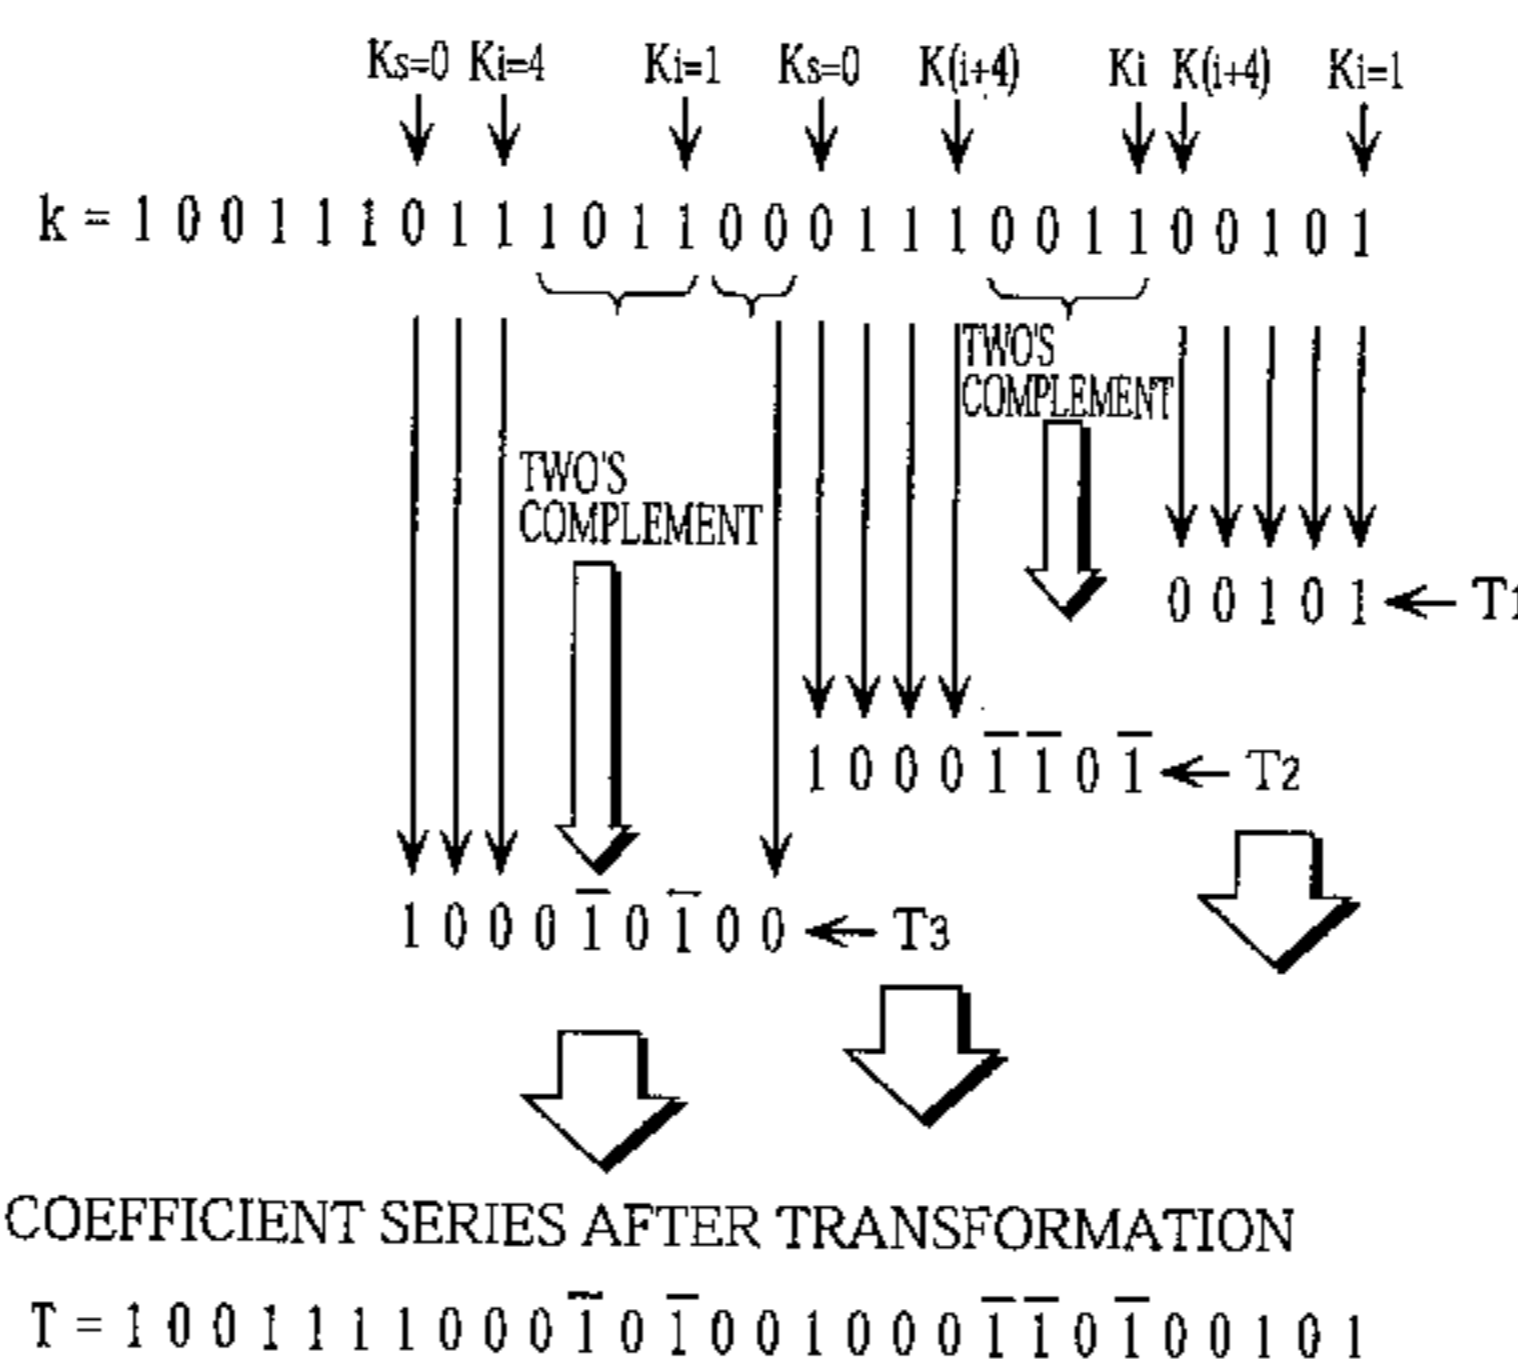 Ks=0 Ki=4 Ki=1 Ks=0 K(i+4) Ki K(i+4) Ki=1
k = 1 0 0 1 1 1 0 1 1 1 0 1 1 0 0 0 1 1 1 0 0 1 1 0 0 1 0 1
TWO'S
COMPLEMENT
TWO'S
COMPLEMENT
0 0 1 0 1 ← T1
1 0 0 0 1̅ 1̅ 0 1̅ ← T2
1 0 0 0 1̅ 0 1̅ 0 0 ← T3
COEFFICIENT SERIES AFTER TRANSFORMATION
T = 1 0 0 1 1 1 1 0 0 0 1̅ 0 1̅ 0 0 1 0 0 0 1̅ 1̅ 0 1̅ 0 0 1 0 1